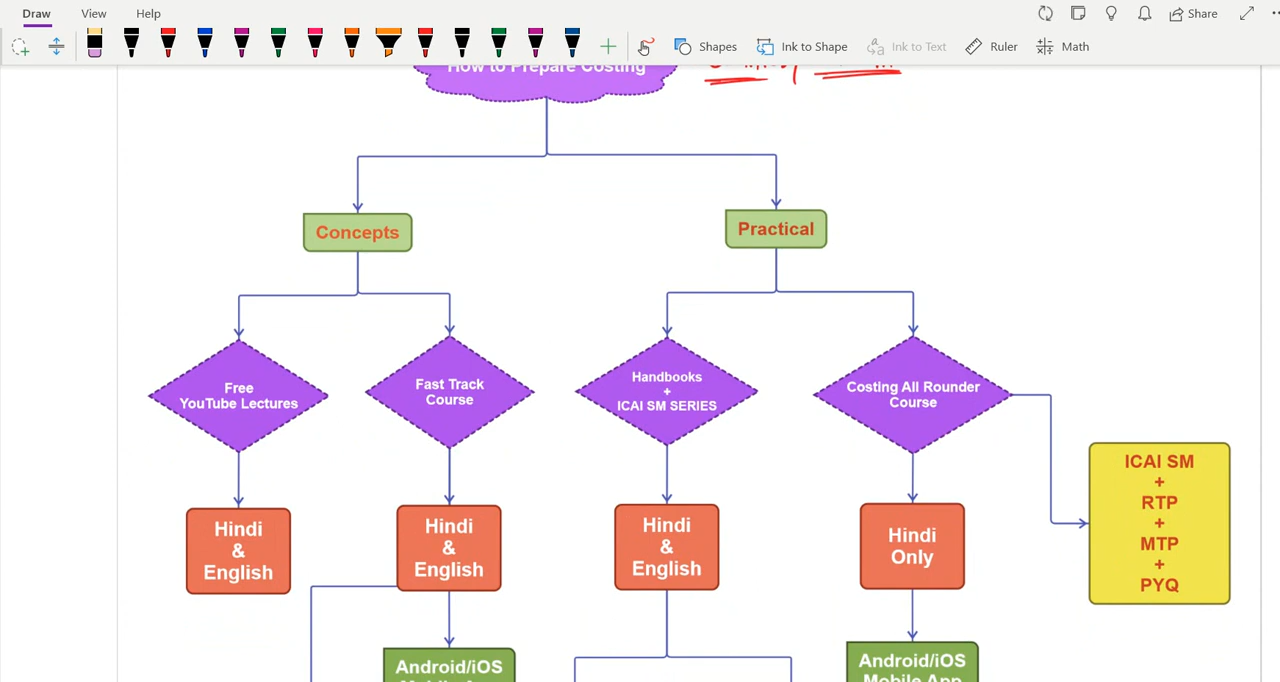 Draw View Help
Share
Shapes Ink to Shape Ink to Text Ruler Math
How to Prepare Costing
Concepts
Practical
Free
YouTube Lectures
Fast Track
Course
Handbooks
+
ICAI SM SERIES
Costing All Rounder
Course
ICAI SM
+
RTP
+
MTP
+
PYQ
Hindi
&
English
Hindi
&
English
Hindi
&
English
Hindi
Only
Android/iOS
Android/iOS
Mobile App